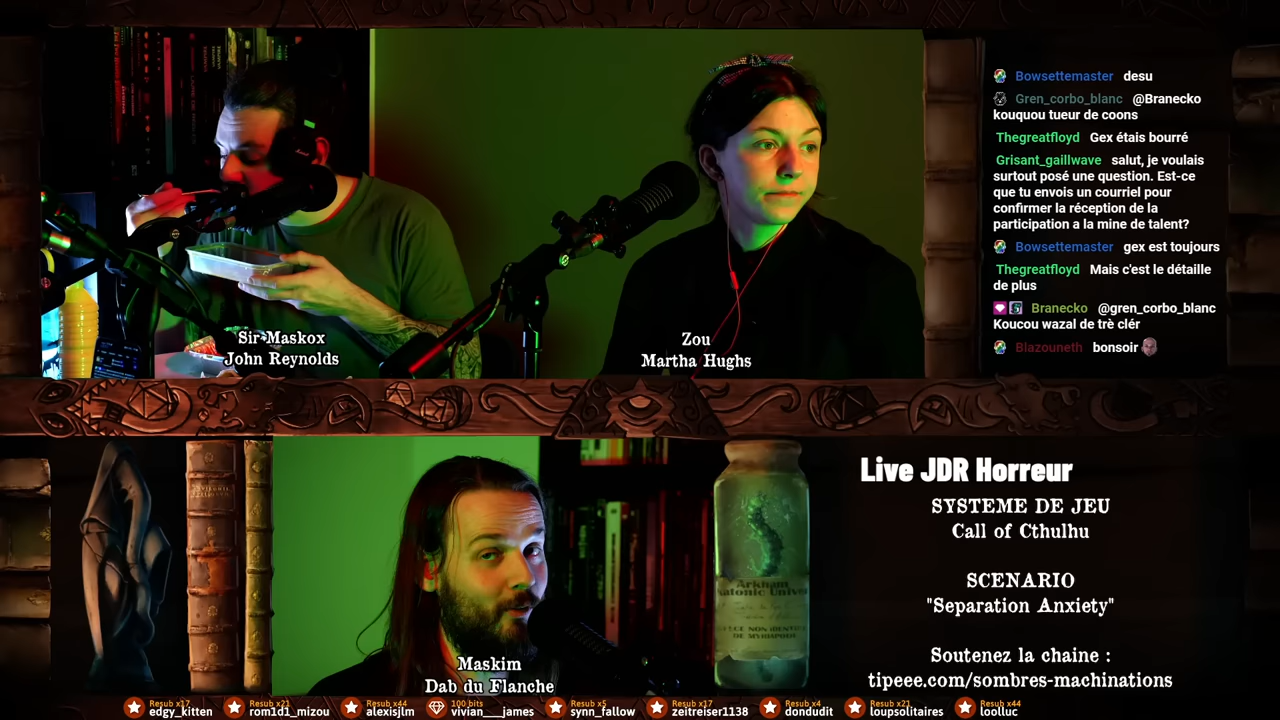 Bowsettemaster desu
Gren_corbo_blanc @Branecko
kouquou tueur de coons
Thegreatfloyd Gex étais bourré
Grisant_gaillwave salut, je voulais
surtout posé une question. Est-ce
que tu envois un courriel pour
confirmer la réception de la
participation a la mine de talent?
Bowsettemaster gex est toujours
Thegreatfloyd Mais c'est le détaille
de plus
Branecko @gren_corbo_blanc
Koucou wazal de trè clér
Blazouneth bonsoir
Sir Maskox
John Reynolds
Zou
Martha Hughs
Maskim
Dab du Flanche
Arkham
Live JDR Horreur
SYSTEME DE JEU
Call of Cthulhu
SCENARIO
"Separation Anxiety"
Soutenez la chaine :
tipeee.com/sombres-machinations
Resub x17
edgy_kitten
Resub x21
rom1d1_mizou
Resub x44
alexisjlm
100 bits
vivian___james
Resub x5
synn_fallow
Resub x17
zeitreiser1138
Resub x4
dondudit
Resub x21
loupsolitaires
Resub x44
loolluc